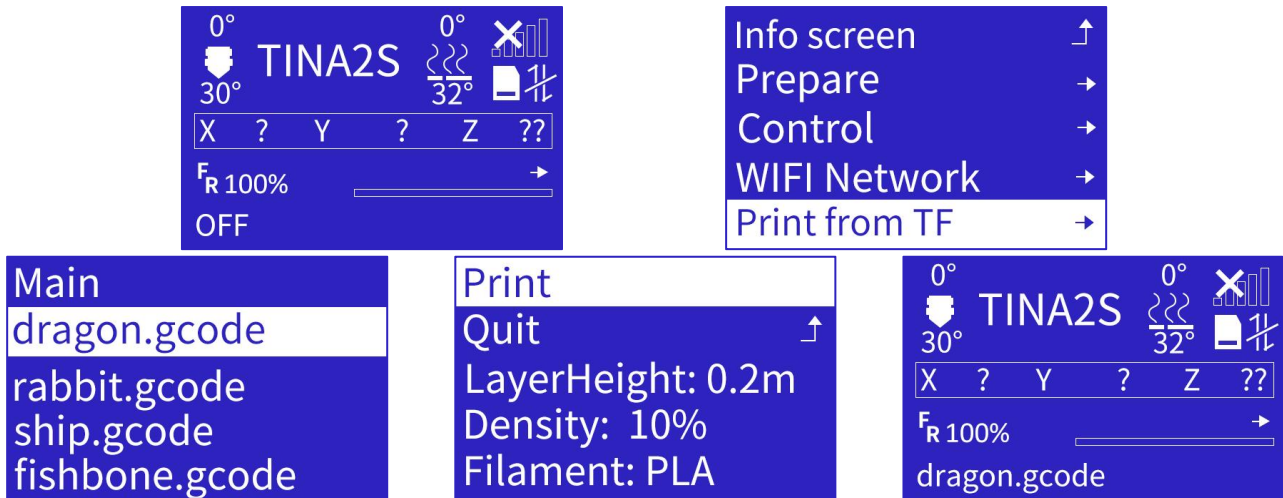 0° 0°
TINA2S
30° 32°
X ? Y ? Z ??
FR 100%
OFF
Info screen
Prepare
Control
WIFI Network
Print from TF
Main
dragon.gcode
rabbit.gcode
ship.gcode
fishbone.gcode
Print
Quit
LayerHeight: 0.2m
Density: 10%
Filament: PLA
0° 0°
TINA2S
30° 32°
X ? Y ? Z ??
FR 100%
dragon.gcode